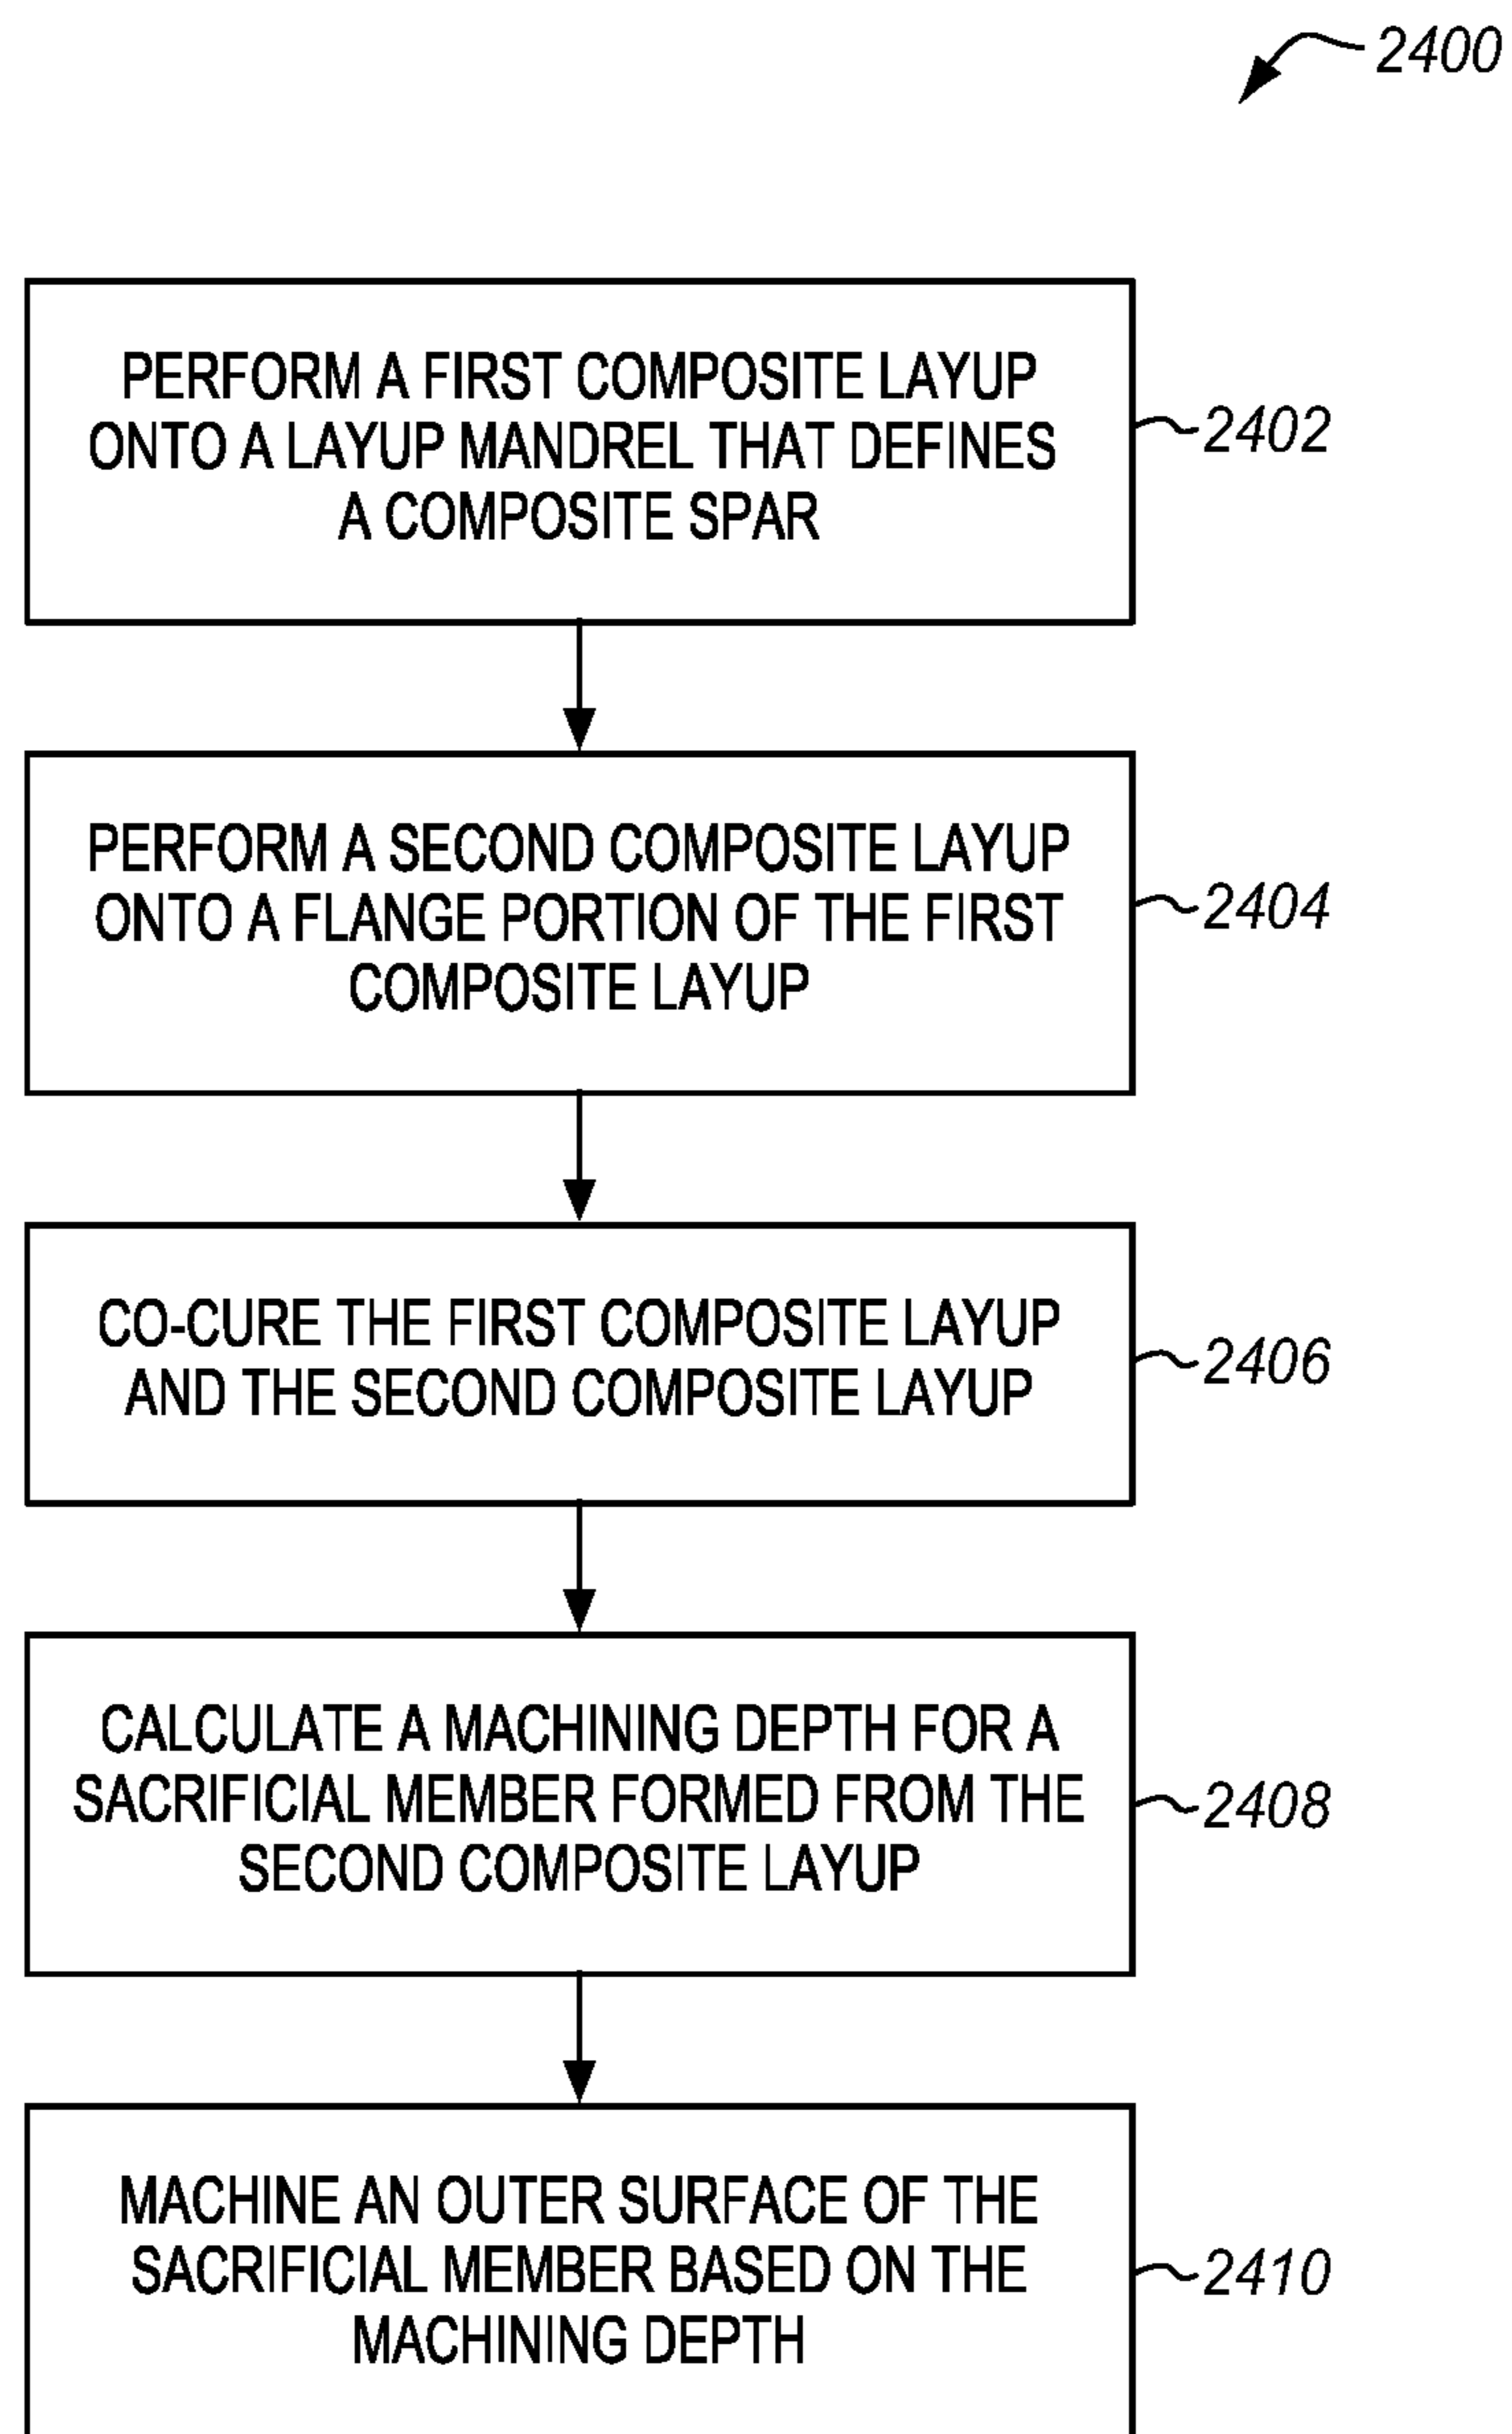 2400
PERFORM A FIRST COMPOSITE LAYUP
ONTO A LAYUP MANDREL THAT DEFINES
A COMPOSITE SPAR
2402
PERFORM A SECOND COMPOSITE LAYUP
ONTO A FLANGE PORTION OF THE FIRST
COMPOSITE LAYUP
2404
CO-CURE THE FIRST COMPOSITE LAYUP
AND THE SECOND COMPOSITE LAYUP
2406
CALCULATE A MACHINING DEPTH FOR A
SACRIFICIAL MEMBER FORMED FROM THE
SECOND COMPOSITE LAYUP
2408
MACHINE AN OUTER SURFACE OF THE
SACRIFICIAL MEMBER BASED ON THE
MACHINING DEPTH
2410